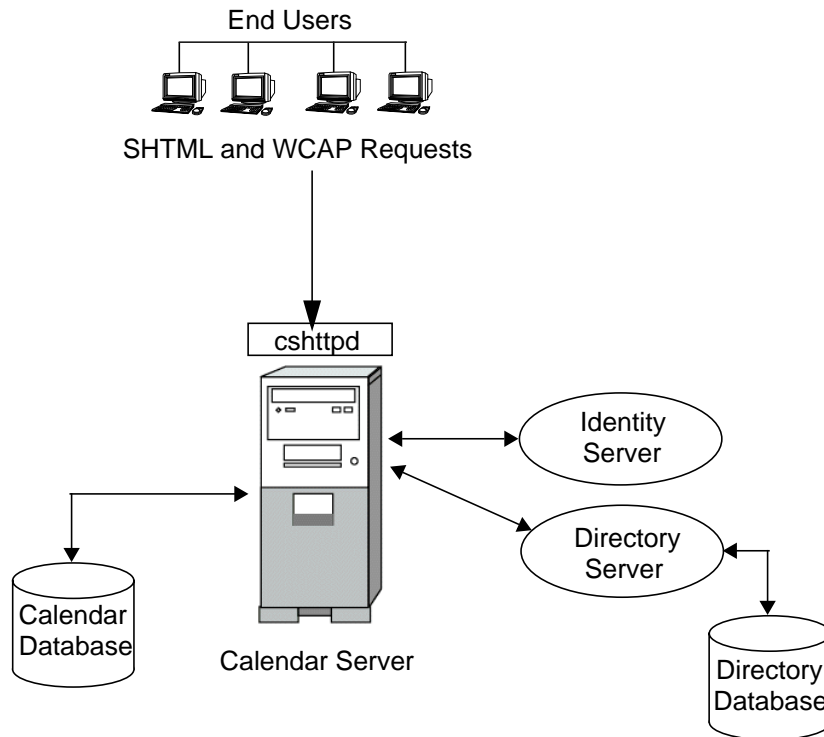 End Users
SHTML and WCAP Requests
cshttpd
Identity
Server
Directory
Server
Calendar
Database
Calendar Server
Directory
Database